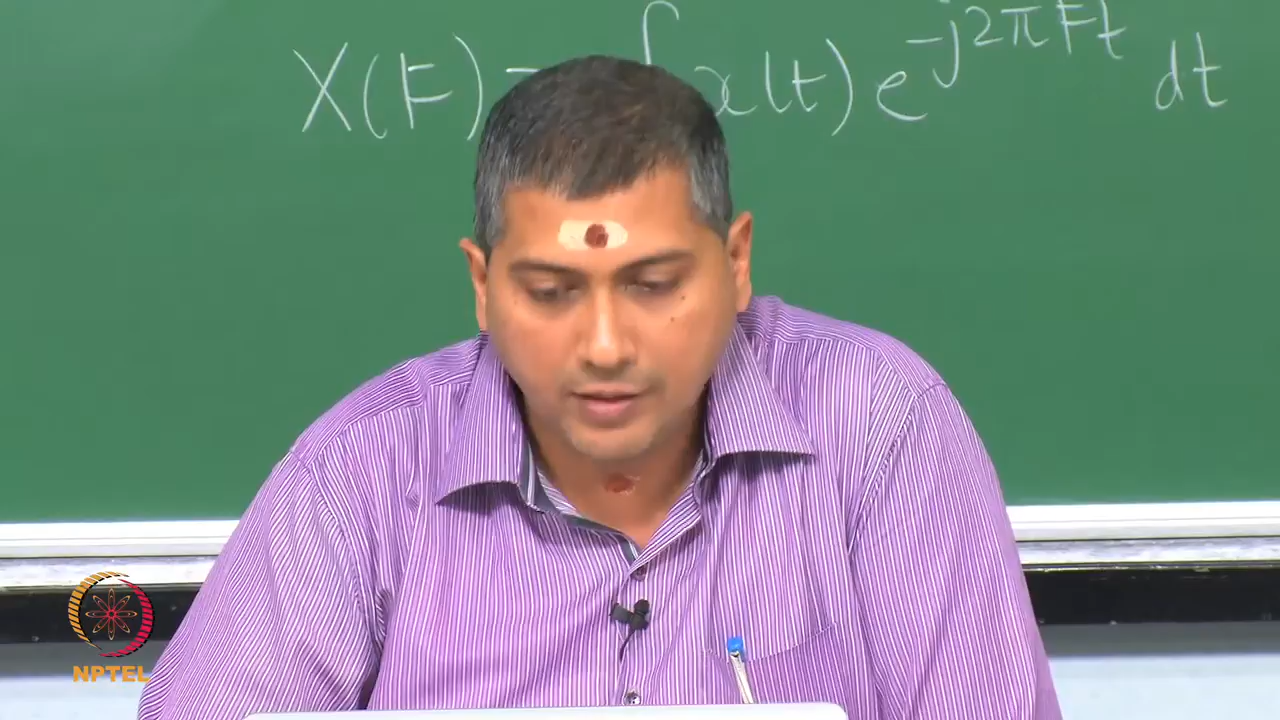 X(F) = ∫ x(t) e^{-j2πFt} dt
NPTEL